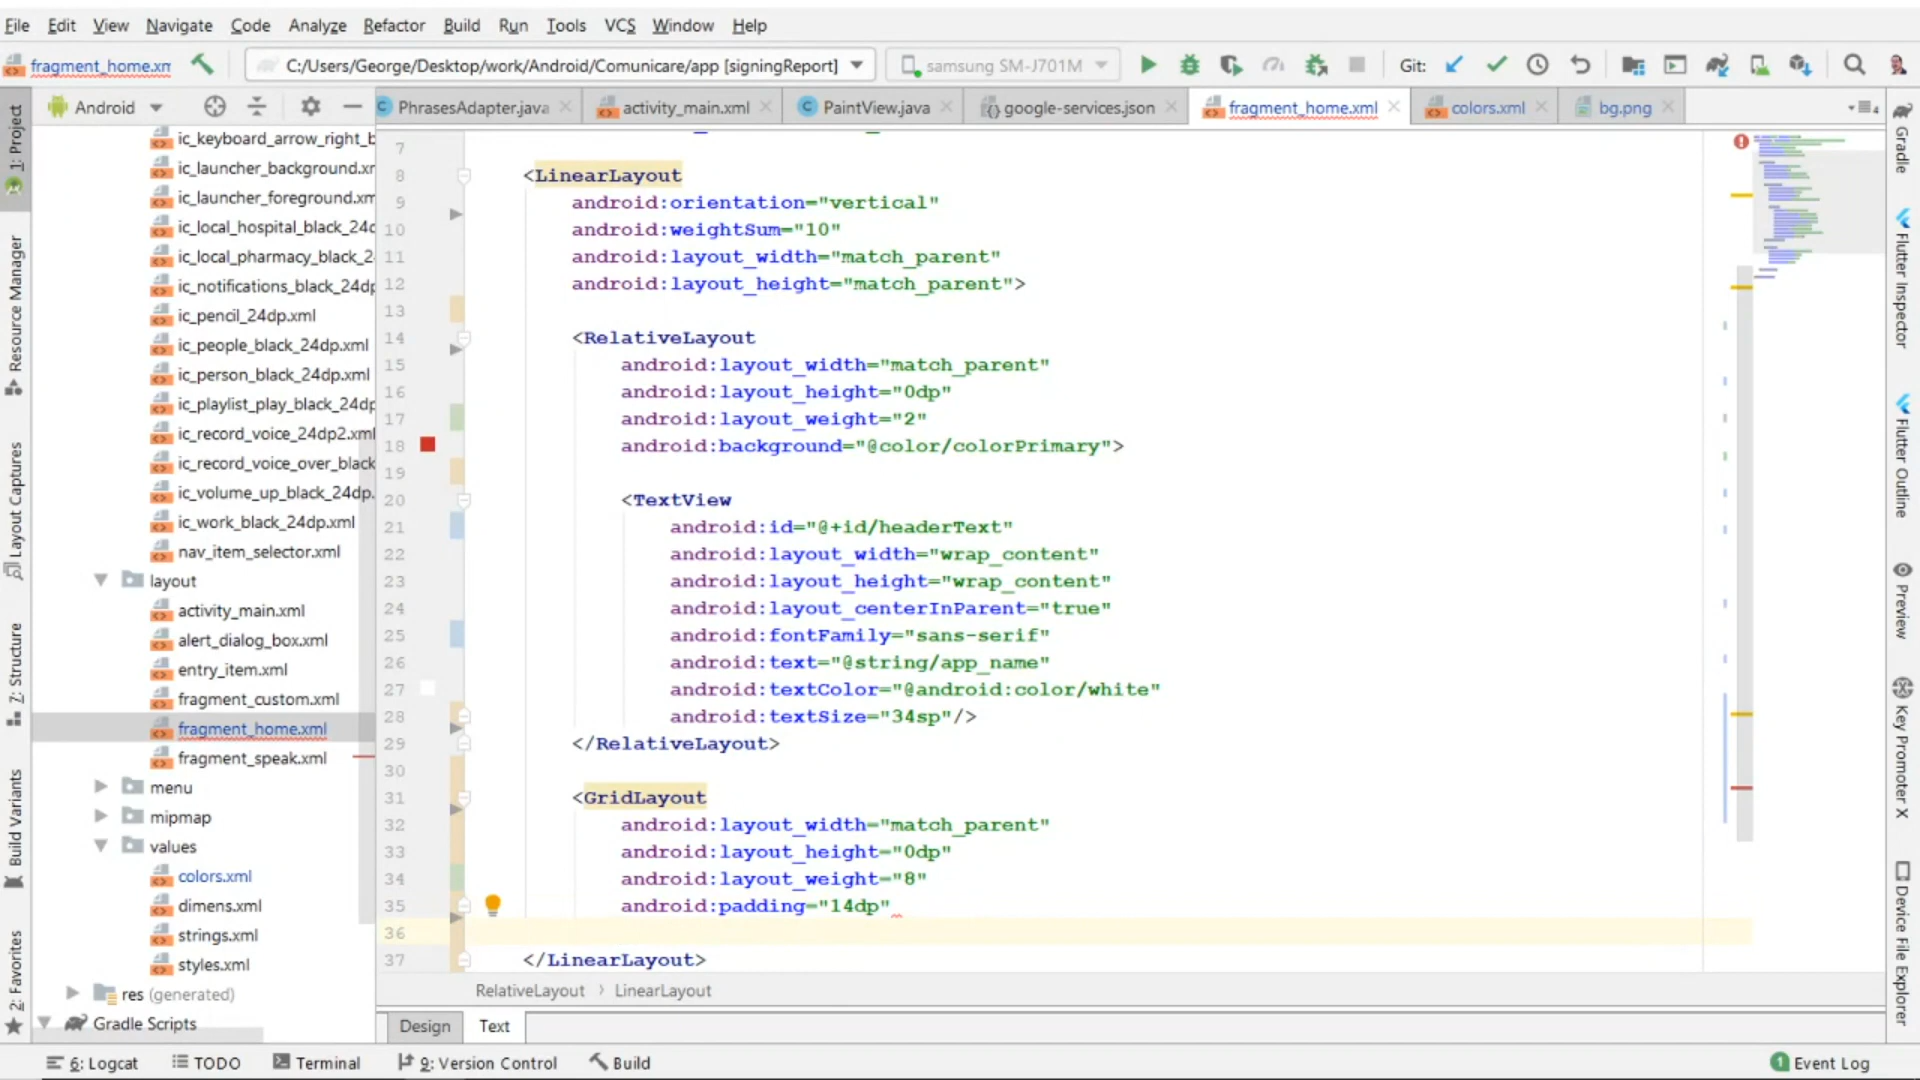 File Edit View Navigate Code Analyze Refactor Build Run Tools VCS Window Help
fragment_home.xm C:/Users/George/Desktop/work/Android/Comunicare/app [signingReport] samsung SM-J701M Git:
Android PhrasesAdapter.java activity_main.xml PaintView.java google-services.json fragment_home.xml colors.xml bg.png
1: Project
Resource Manager
Layout Captures
Z: Structure
Build Variants
2: Favorites
ic_keyboard_arrow_right_b
ic_launcher_background.xm
ic_launcher_foreground.xm
ic_local_hospital_black_24d
ic_local_pharmacy_black_2
ic_notifications_black_24dp
ic_pencil_24dp.xml
ic_people_black_24dp.xml
ic_person_black_24dp.xml
ic_playlist_play_black_24dp
ic_record_voice_24dp2.xml
ic_record_voice_over_black
ic_volume_up_black_24dp.
ic_work_black_24dp.xml
nav_item_selector.xml
layout
activity_main.xml
alert_dialog_box.xml
entry_item.xml
fragment_custom.xml
fragment_home.xml
fragment_speak.xml
menu
mipmap
values
colors.xml
dimens.xml
strings.xml
styles.xml
res (generated)
Gradle Scripts
7
8 <LinearLayout
9 android:orientation="vertical"
10 android:weightSum="10"
11 android:layout_width="match_parent"
12 android:layout_height="match_parent">
13
14 <RelativeLayout
15 android:layout_width="match_parent"
16 android:layout_height="0dp"
17 android:layout_weight="2"
18 android:background="@color/colorPrimary">
19
20 <TextView
21 android:id="@+id/headerText"
22 android:layout_width="wrap_content"
23 android:layout_height="wrap_content"
24 android:layout_centerInParent="true"
25 android:fontFamily="sans-serif"
26 android:text="@string/app_name"
27 android:textColor="@android:color/white"
28 android:textSize="34sp"/>
29 </RelativeLayout>
30
31 <GridLayout
32 android:layout_width="match_parent"
33 android:layout_height="0dp"
34 android:layout_weight="8"
35 android:padding="14dp"
36
37 </LinearLayout>
RelativeLayout › LinearLayout
Design Text
Gradle
Flutter Inspector
Flutter Outline
Preview
Key Promoter X
Device File Explorer
6: Logcat TODO Terminal 9: Version Control Build 1 Event Log